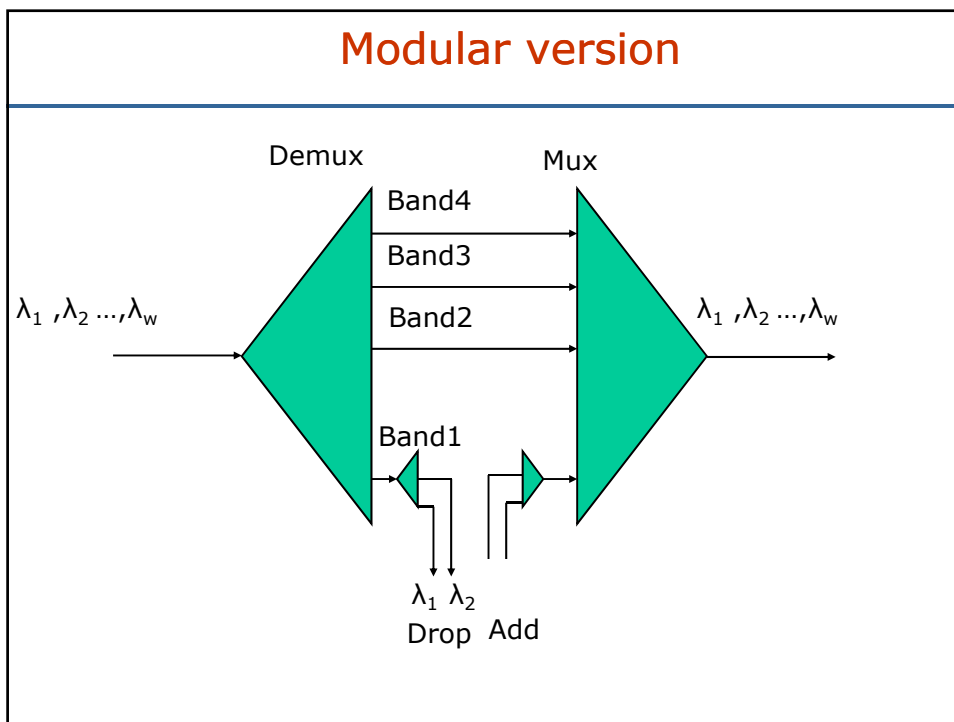 Modular version
Demux
Mux
Band4
Band3
λ₁ ,λ₂ …,λw
Band2
λ₁ ,λ₂ …,λw
Band1
λ₁ λ₂
Drop
Add